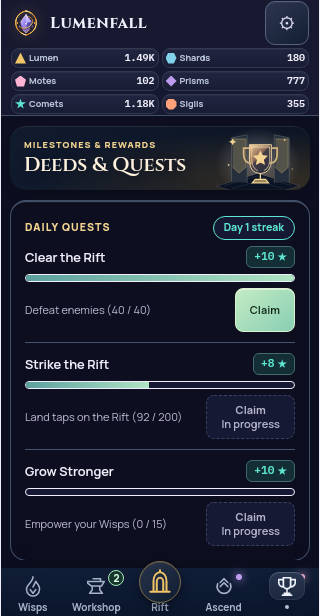 LUMENFALL
Lumen 1.49K
Shards 180
Motes 102
Prisms 777
Comets 1.18K
Sigils 355
MILESTONES & REWARDS
DEEDS & QUESTS
DAILY QUESTS
Day 1 streak
Clear the Rift
+10 ★
Defeat enemies (40 / 40)
Claim
Strike the Rift
+8 ★
Land taps on the Rift (92 / 200)
Claim
In progress
Grow Stronger
+10 ★
Empower your Wisps (0 / 15)
Claim
In progress
2
Wisps
Workshop
Rift
Ascend